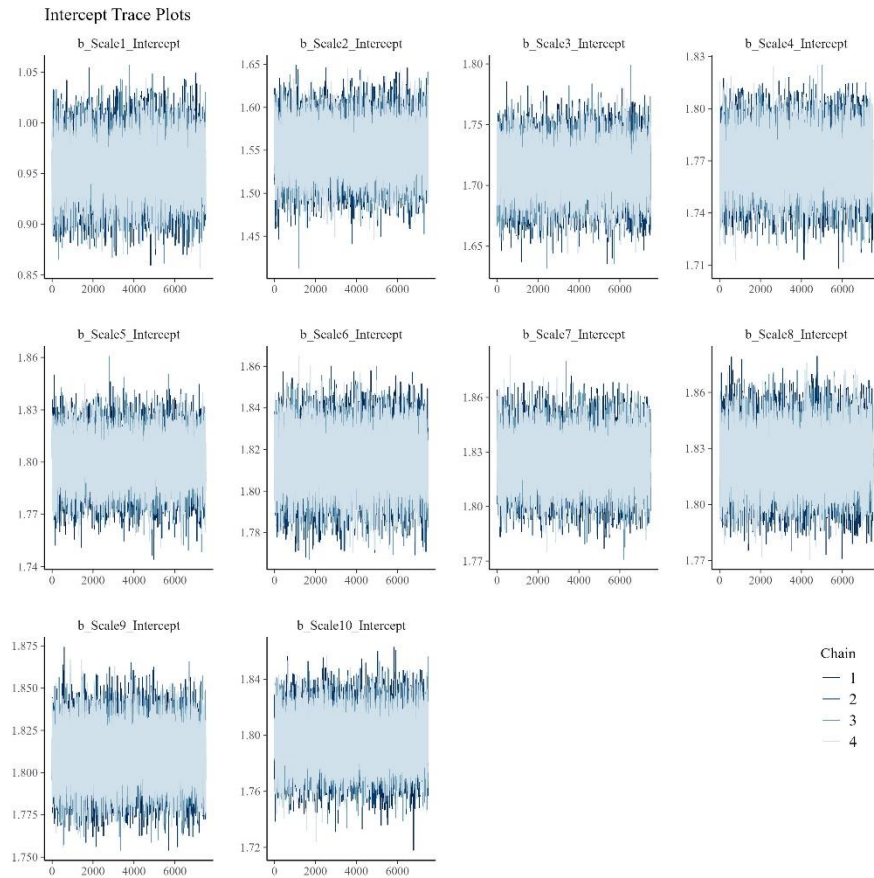 Intercept Trace Plots
b_Scale1_Intercept
b_Scale2_Intercept
b_Scale3_Intercept
b_Scale4_Intercept
1.05
1.00
0.95
0.90
0.85
0 2000 4000 6000
1.65
1.60
1.55
1.50
1.45
0 2000 4000 6000
1.80
1.75
1.70
1.65
0 2000 4000 6000
1.83
1.80
1.77
1.74
1.71
0 2000 4000 6000
b_Scale5_Intercept
b_Scale6_Intercept
b_Scale7_Intercept
b_Scale8_Intercept
1.86
1.83
1.80
1.77
1.74
0 2000 4000 6000
1.86
1.84
1.82
1.80
1.78
0 2000 4000 6000
1.86
1.83
1.80
1.77
0 2000 4000 6000
1.86
1.83
1.80
1.77
0 2000 4000 6000
b_Scale9_Intercept
b_Scale10_Intercept
1.875
1.850
1.825
1.800
1.775
1.750
0 2000 4000 6000
1.84
1.80
1.76
1.72
0 2000 4000 6000
Chain
1
2
3
4